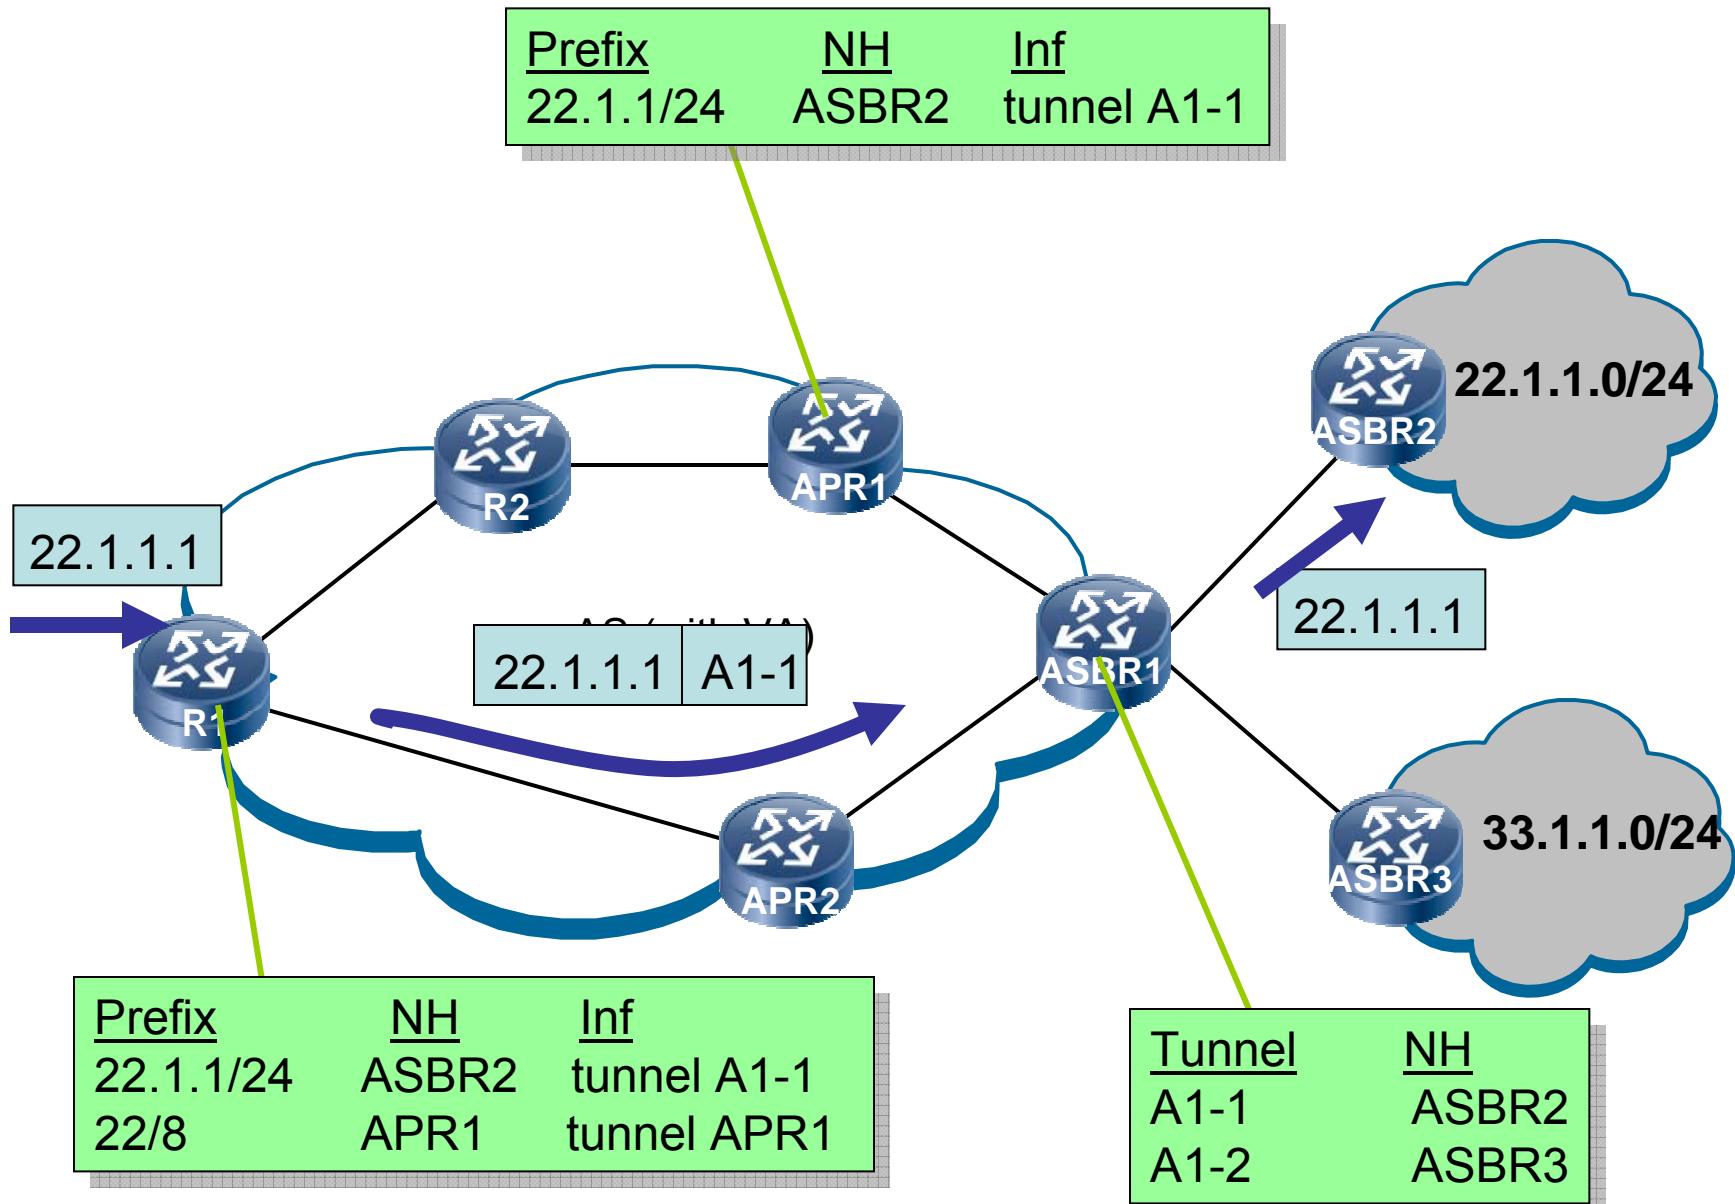 Prefix NH Inf
22.1.1/24 ASBR2 tunnel A1-1
22.1.1.0/24
ASBR2
APR1
R2
22.1.1.1
22.1.1.1
22.1.1.1 A1-1
ASBR1
R1
33.1.1.0/24
ASBR3
APR2
Prefix NH Inf
22.1.1/24 ASBR2 tunnel A1-1
22/8 APR1 tunnel APR1
Tunnel NH
A1-1 ASBR2
A1-2 ASBR3